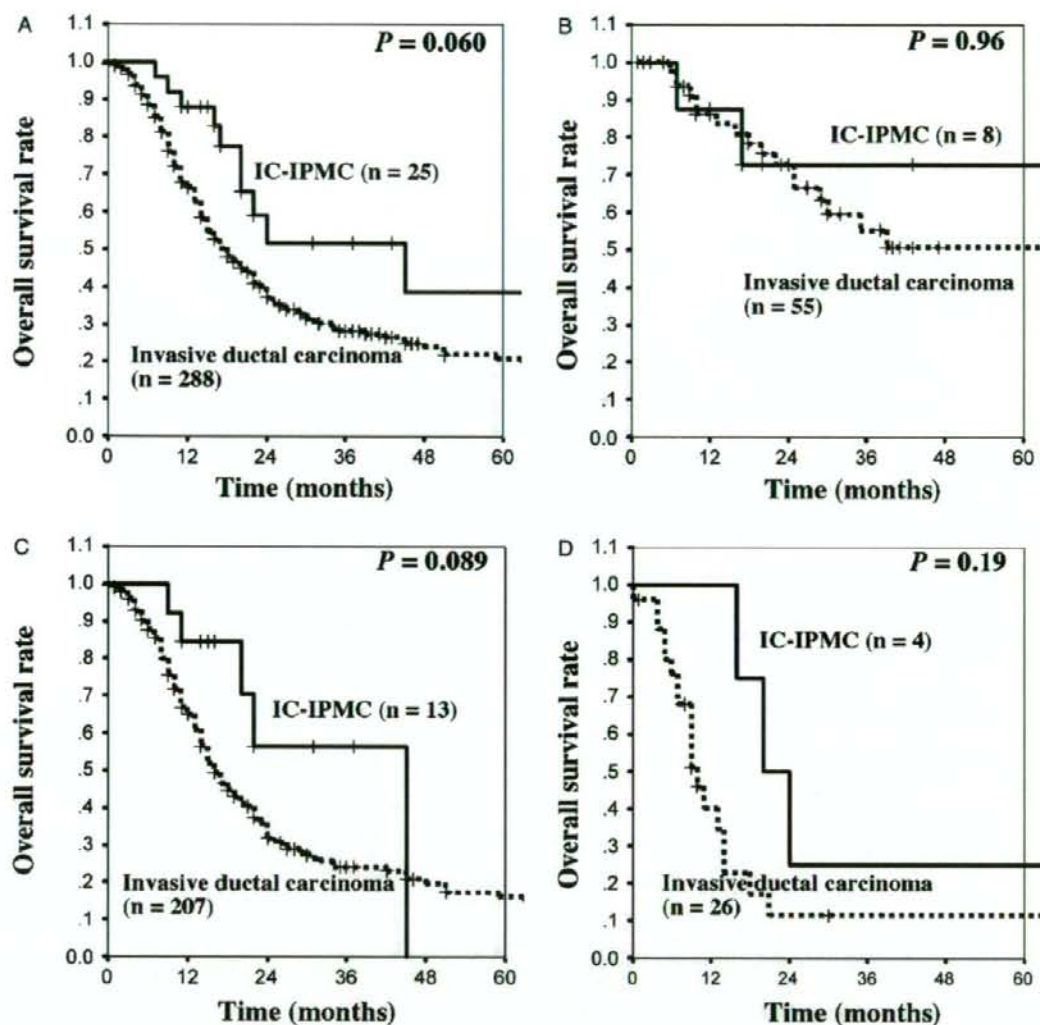 A
P = 0.060
Overall survival rate
1.1
1.0
.9
.8
.7
.6
.5
.4
.3
.2
.1
0.0
IC-IPMC (n = 25)
Invasive ductal carcinoma
(n = 288)
0 12 24 36 48 60
Time (months)
B
P = 0.96
Overall survival rate
1.1
1.0
.9
.8
.7
.6
.5
.4
.3
.2
.1
0.0
IC-IPMC (n = 8)
Invasive ductal carcinoma
(n = 55)
0 12 24 36 48 60
Time (months)
C
P = 0.089
Overall survival rate
1.1
1.0
.9
.8
.7
.6
.5
.4
.3
.2
.1
0.0
IC-IPMC (n = 13)
Invasive ductal carcinoma
(n = 207)
0 12 24 36 48 60
Time (months)
D
P = 0.19
Overall survival rate
1.1
1.0
.9
.8
.7
.6
.5
.4
.3
.2
.1
0.0
IC-IPMC (n = 4)
Invasive ductal carcinoma
(n = 26)
0 12 24 36 48 60
Time (months)